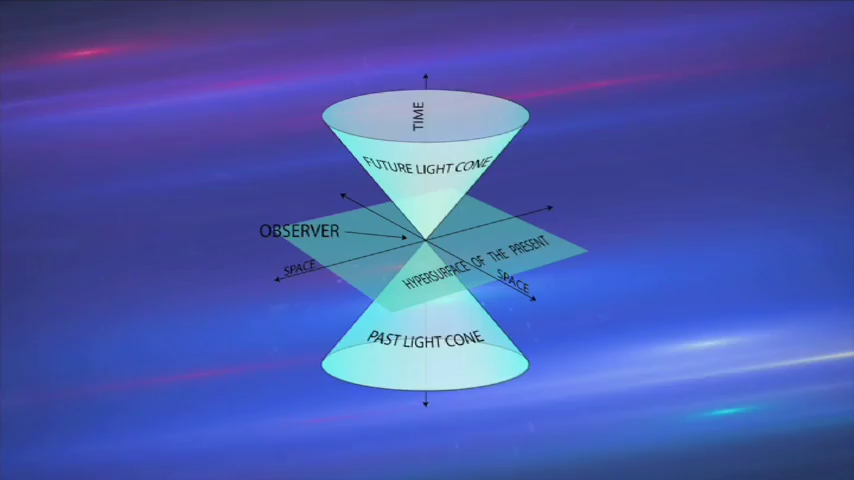 TIME
FUTURE LIGHT CONE
OBSERVER
SPACE
HYPERSURFACE OF THE PRESENT
SPACE
PAST LIGHT CONE